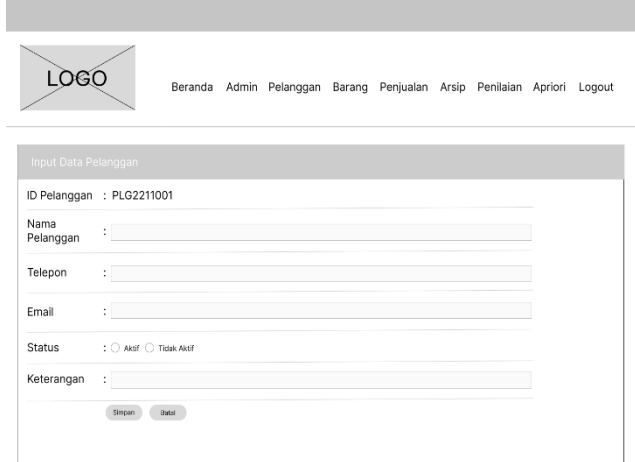 LOGO
Beranda Admin Pelanggan Barang Penjualan Arsip Penilaian Apriori Logout
Input Data Pelanggan
ID Pelanggan : PLG2211001
Nama
Pelanggan :
Telepon :
Email :
Status : Aktif Tidak Aktif
Keterangan :
Simpan Batal